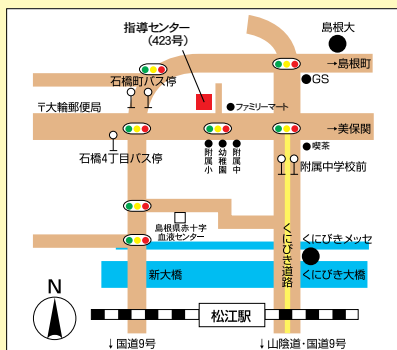 指導センター
(423号)
島根大
→島根町
石橋町バス停
GS
〒大輪郵便局
ファミリーマート
→美保関
石橋4丁目バス停
附属小
幼稚園
附属中
喫茶
附属中学校前
島根県赤十字
血液センター
くにびき道路
くにびきメッセ
新大橋
くにびき大橋
N
松江駅
↓国道9号
↓山陰道・国道9号